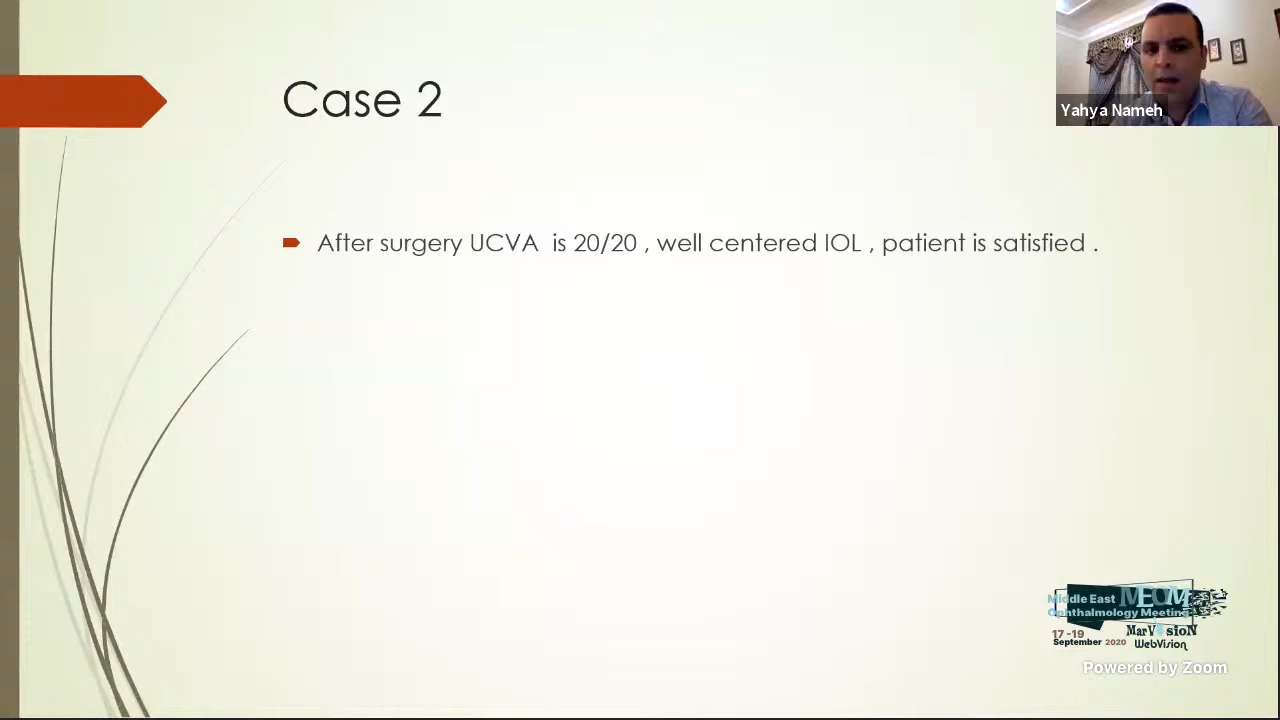 Case 2
Yahya Nameh
After surgery UCVA is 20/20 , well centered IOL , patient is satisfied .
Middle East MEOM
Ophthalmology Meeting
17-19
September 2020
MarVision
WebVision
Powered by Zoom